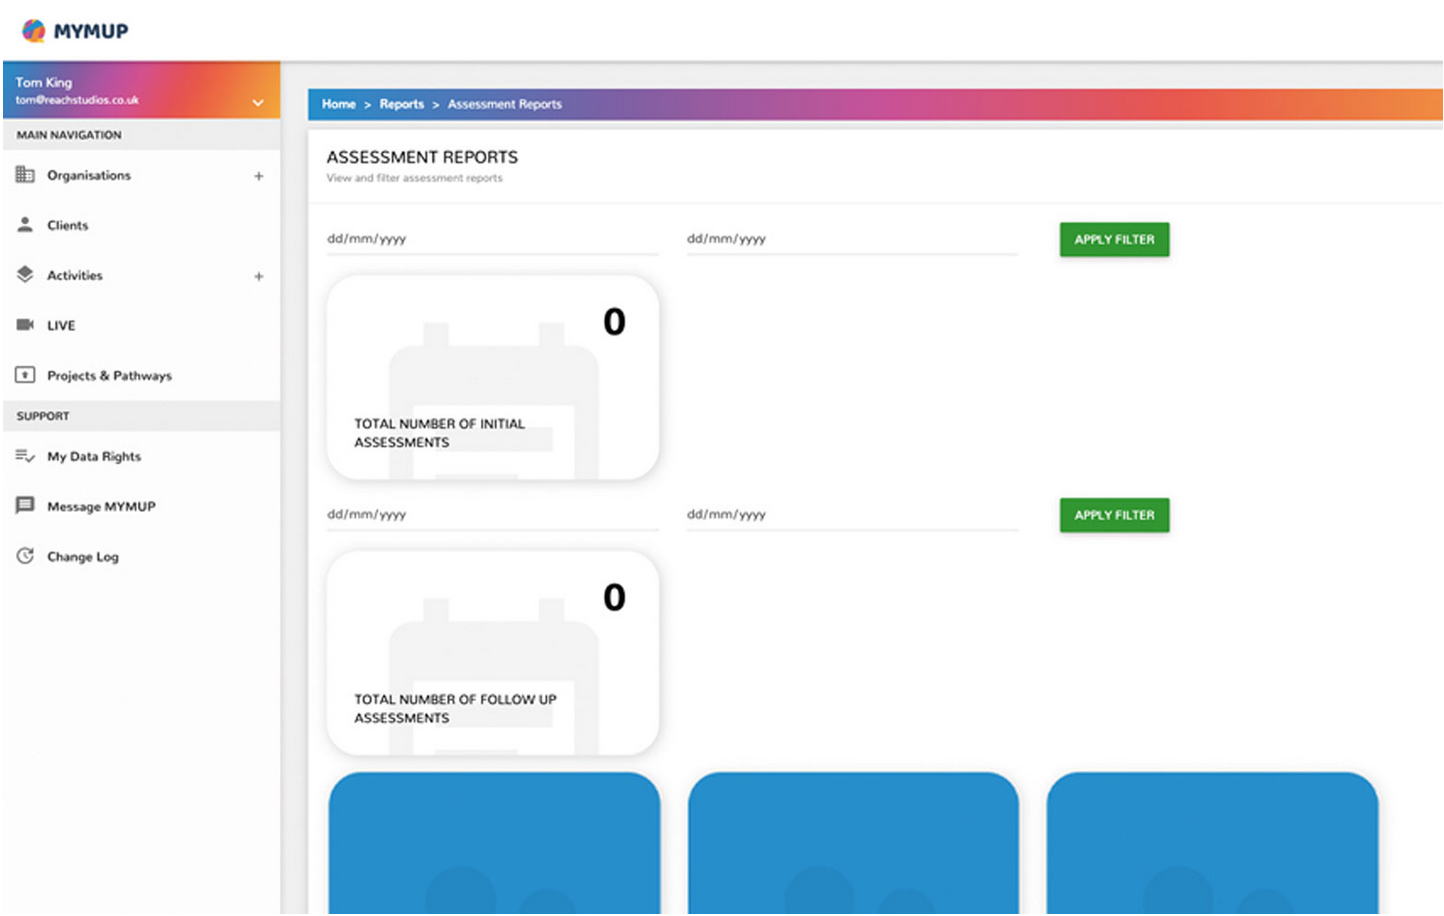 MYMUP
Tom King
tom@reachstudios.co.uk
MAIN NAVIGATION
Organisations +
Clients
Activities +
LIVE
Projects & Pathways
SUPPORT
My Data Rights
Message MYMUP
Change Log
Home > Reports > Assessment Reports
ASSESSMENT REPORTS
View and filter assessment reports
dd/mm/yyyy dd/mm/yyyy APPLY FILTER
0
TOTAL NUMBER OF INITIAL
ASSESSMENTS
dd/mm/yyyy dd/mm/yyyy APPLY FILTER
0
TOTAL NUMBER OF FOLLOW UP
ASSESSMENTS